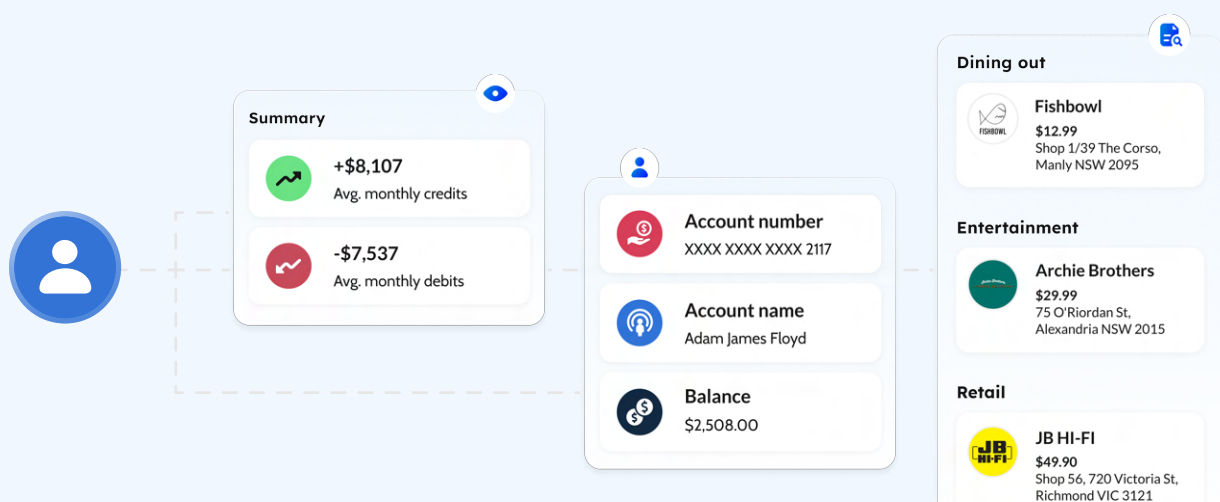 Summary
+$8,107
Avg. monthly credits
-$7,537
Avg. monthly debits
Account number
XXXX XXXX XXXX 2117
Account name
Adam James Floyd
Balance
$2,508.00
Dining out
FISHBOWL
Fishbowl
$12.99
Shop 1/39 The Corso,
Manly NSW 2095
Entertainment
Archie Brothers
$29.99
75 O'Riordan St,
Alexandria NSW 2015
Retail
JB
HI-FI
JB HI-FI
$49.90
Shop 56, 720 Victoria St,
Richmond VIC 3121